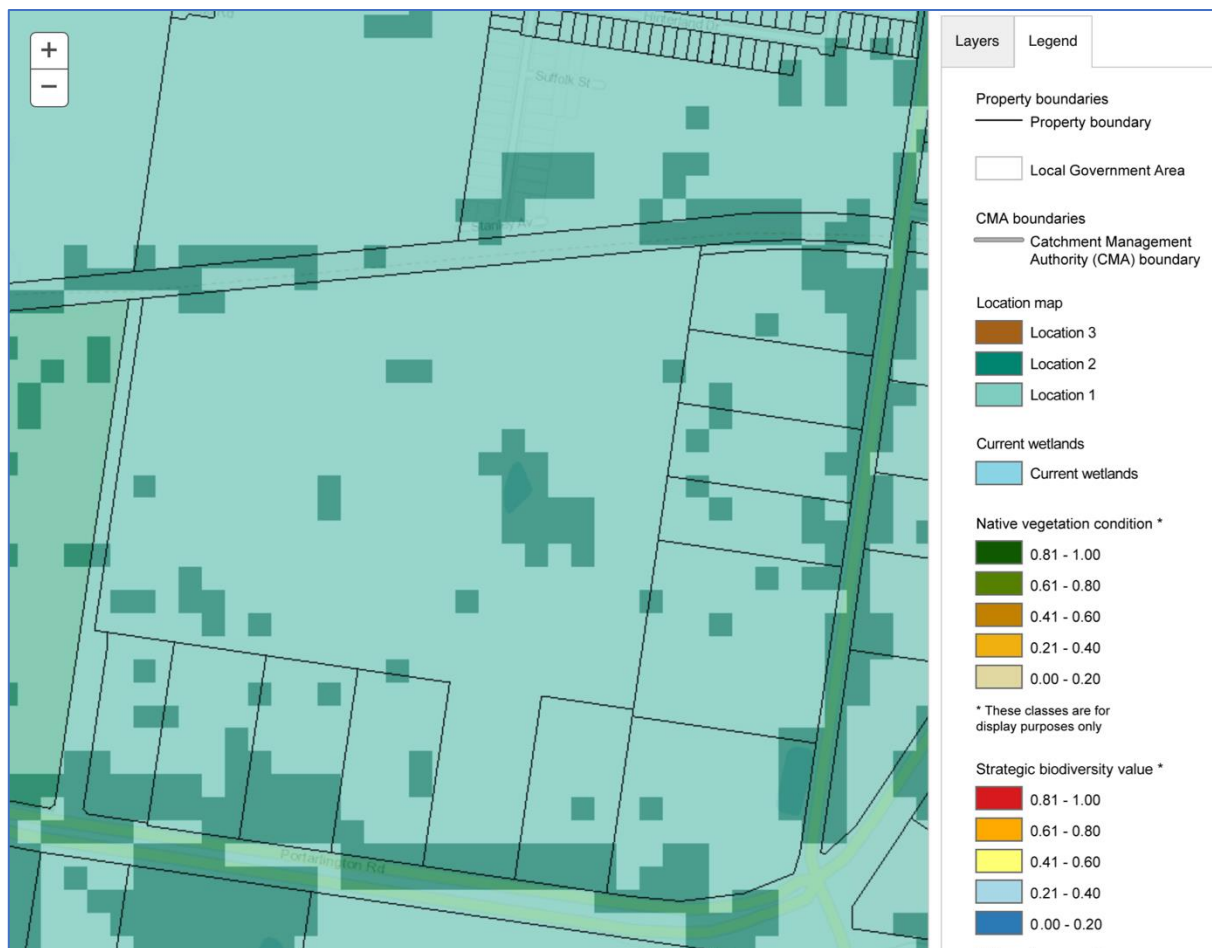 Hinterland Dr
+
−
Suffolk St
Stanley Av
Portarlington Rd
Layers
Legend
Property boundaries
Property boundary
Local Government Area
CMA boundaries
Catchment Management
Authority (CMA) boundary
Location map
Location 3
Location 2
Location 1
Current wetlands
Current wetlands
Native vegetation condition *
0.81 - 1.00
0.61 - 0.80
0.41 - 0.60
0.21 - 0.40
0.00 - 0.20
* These classes are for
display purposes only
Strategic biodiversity value *
0.81 - 1.00
0.61 - 0.80
0.41 - 0.60
0.21 - 0.40
0.00 - 0.20